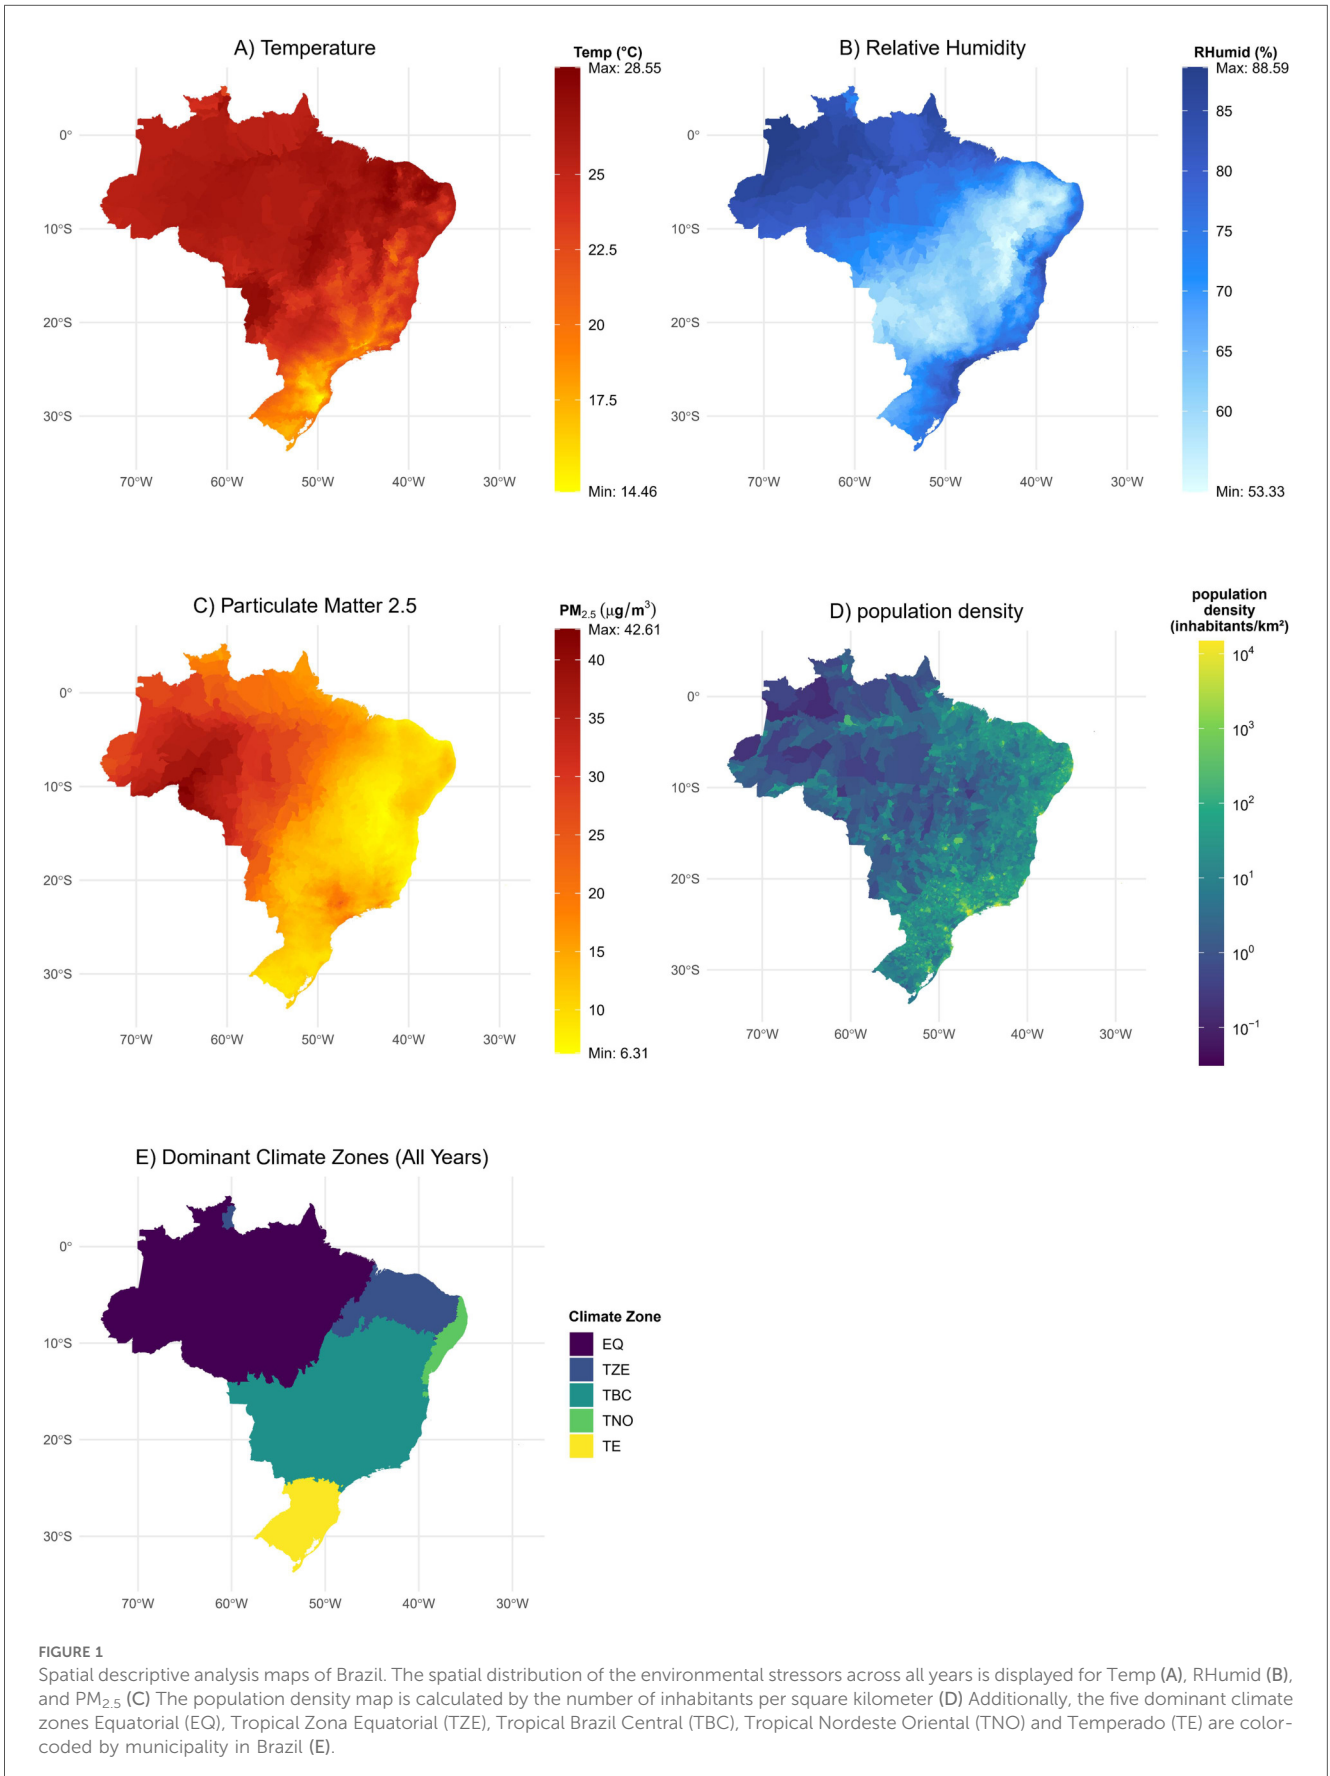 A) Temperature
Temp (°C)
Max: 28.55
25
22.5
20
17.5
Min: 14.46
0°
10°S
20°S
30°S
70°W 60°W 50°W 40°W 30°W
B) Relative Humidity
RHumid (%)
Max: 88.59
85
80
75
70
65
60
Min: 53.33
0°
10°S
20°S
30°S
70°W 60°W 50°W 40°W 30°W
C) Particulate Matter 2.5
PM2.5 (μg/m³)
Max: 42.61
40
35
30
25
20
15
10
Min: 6.31
0°
10°S
20°S
30°S
70°W 60°W 50°W 40°W 30°W
D) population density
population
density
(inhabitants/km²)
10⁴
10³
10²
10¹
10⁰
10⁻¹
0°
10°S
20°S
30°S
70°W 60°W 50°W 40°W 30°W
E) Dominant Climate Zones (All Years)
0°
10°S
20°S
30°S
70°W 60°W 50°W 40°W 30°W
Climate Zone
EQ
TZE
TBC
TNO
TE
FIGURE 1
Spatial descriptive analysis maps of Brazil. The spatial distribution of the environmental stressors across all years is displayed for Temp (A), RHumid (B),
and PM2.5 (C) The population density map is calculated by the number of inhabitants per square kilometer (D) Additionally, the five dominant climate
zones Equatorial (EQ), Tropical Zona Equatorial (TZE), Tropical Brazil Central (TBC), Tropical Nordeste Oriental (TNO) and Temperado (TE) are color-
coded by municipality in Brazil (E).